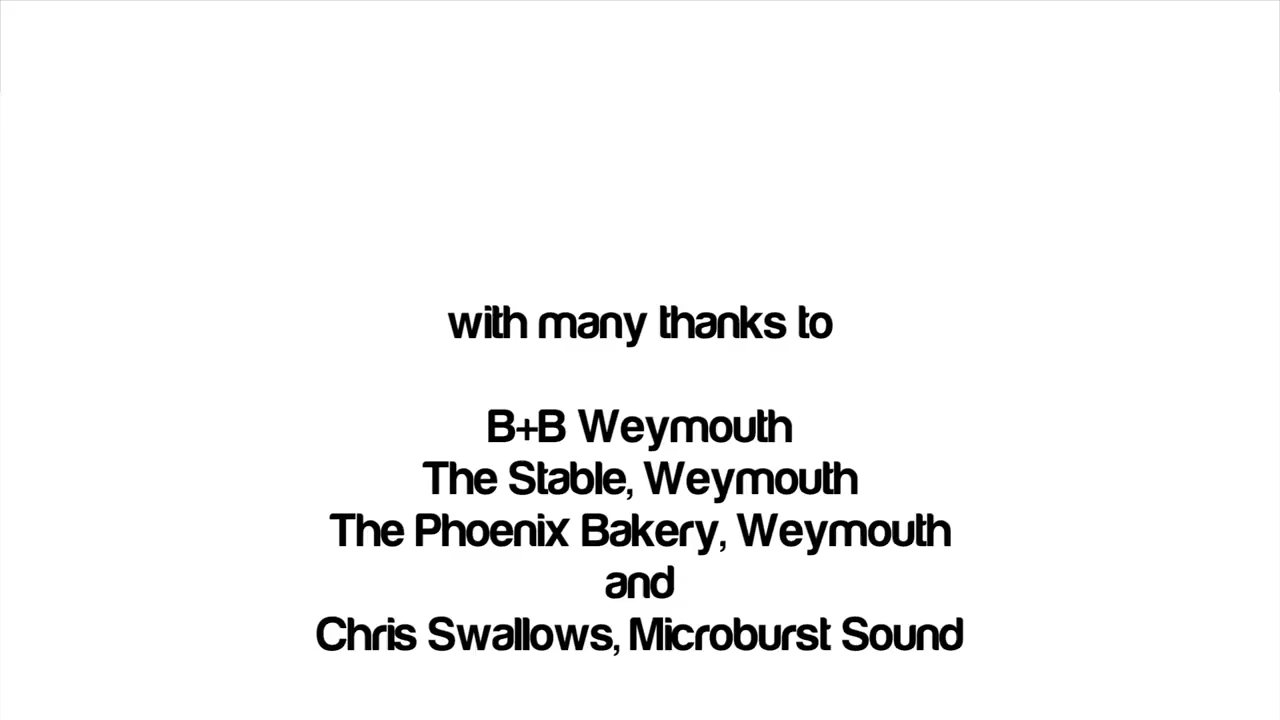 with many thanks to
B+B Weymouth
The Stable, Weymouth
The Phoenix Bakery, Weymouth
and
Chris Swallows, Microburst Sound